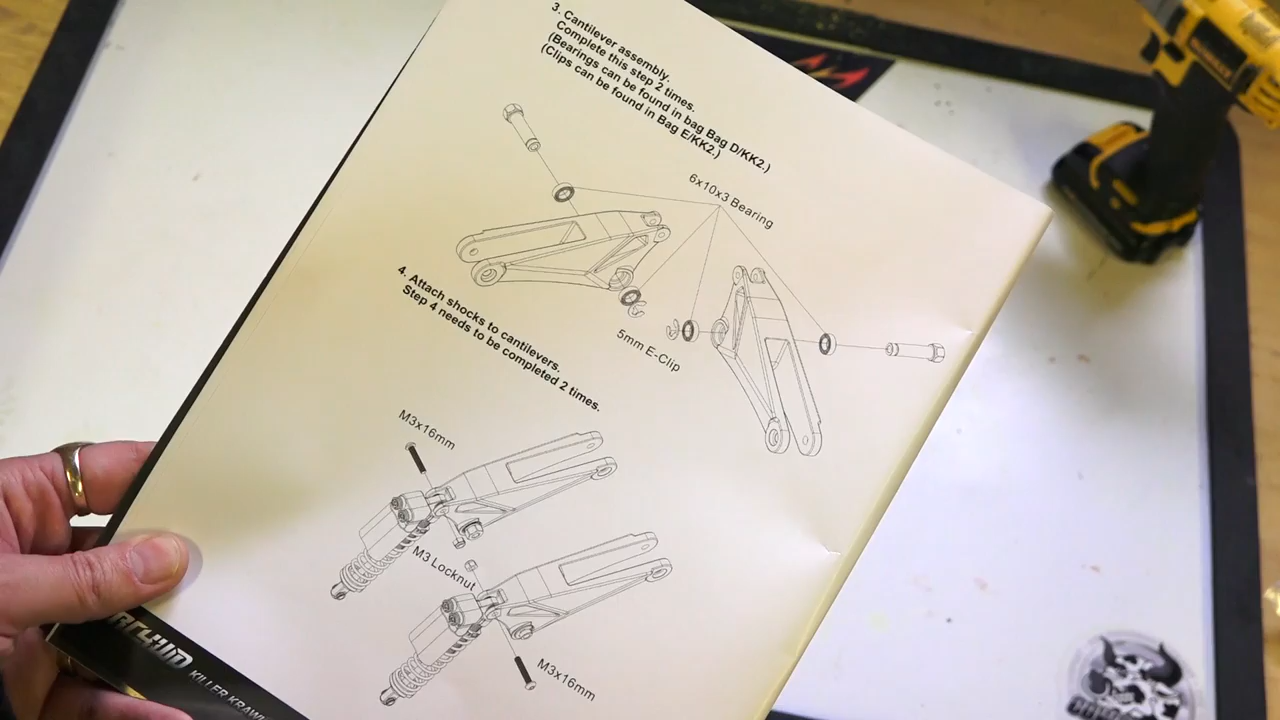 3. Cantilever assembly.
Complete this step 2 times.
(Bearings can be found in bag Bag D/KK2.)
(Clips can be found in Bag E/KK2.)
6x10x3 Bearing
5mm E-Clip
4. Attach shocks to cantilevers.
Step 4 needs to be completed 2 times.
M3x16mm
M3 Locknut
M3x16mm